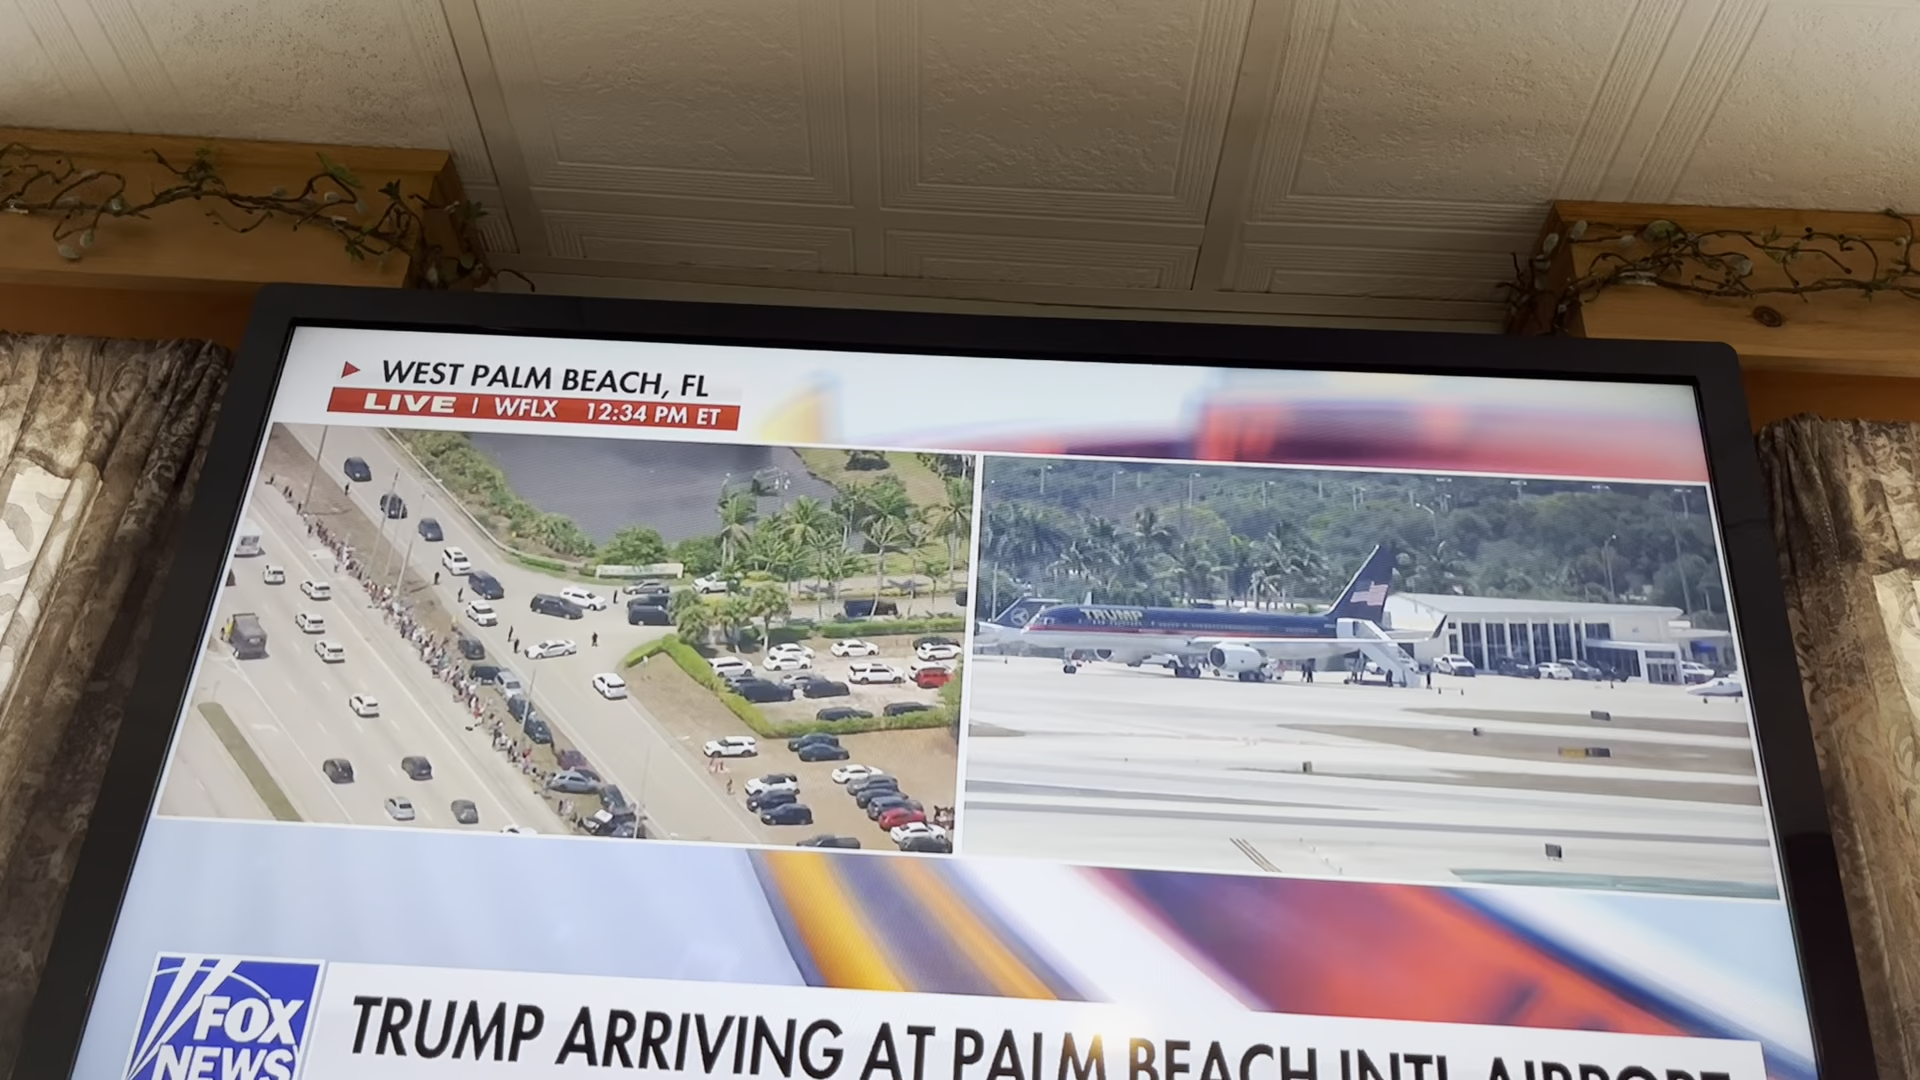 WEST PALM BEACH, FL
LIVE | WFLX 12:34 PM ET
TRUMP
FOX
NEWS
TRUMP ARRIVING AT PALM BEACH INTL AIRPORT